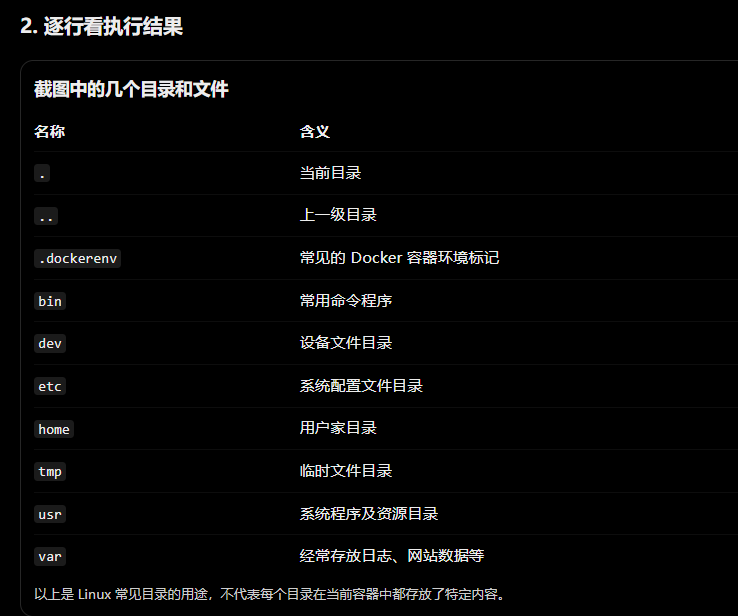 2. 逐行看执行结果
截图中的几个目录和文件
名称 含义
. 当前目录
.. 上一级目录
.dockerenv 常见的 Docker 容器环境标记
bin 常用命令程序
dev 设备文件目录
etc 系统配置文件目录
home 用户家目录
tmp 临时文件目录
usr 系统程序及资源目录
var 经常存放日志、网站数据等
以上是 Linux 常见目录的用途，不代表每个目录在当前容器中都存放了特定内容。